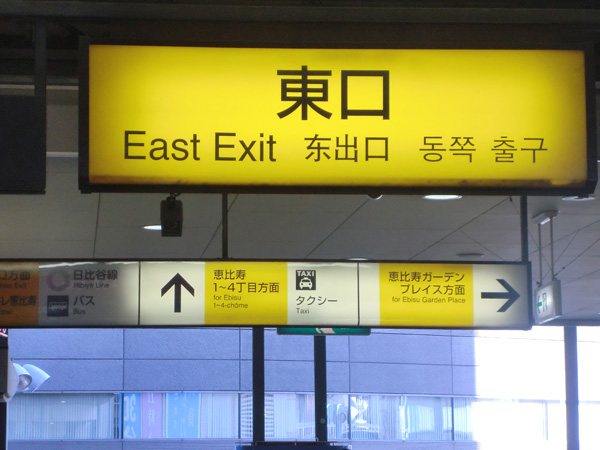 東口
East Exit 东出口 동쪽 출구
口方面
日比谷線
Hibiya Line
バス
Bus
恵比寿
1~4丁目方面
for Ebisu
1~4-chōme
TAXI
タクシー
Taxi
恵比寿ガーデン
プレイス方面
for Ebisu Garden Place